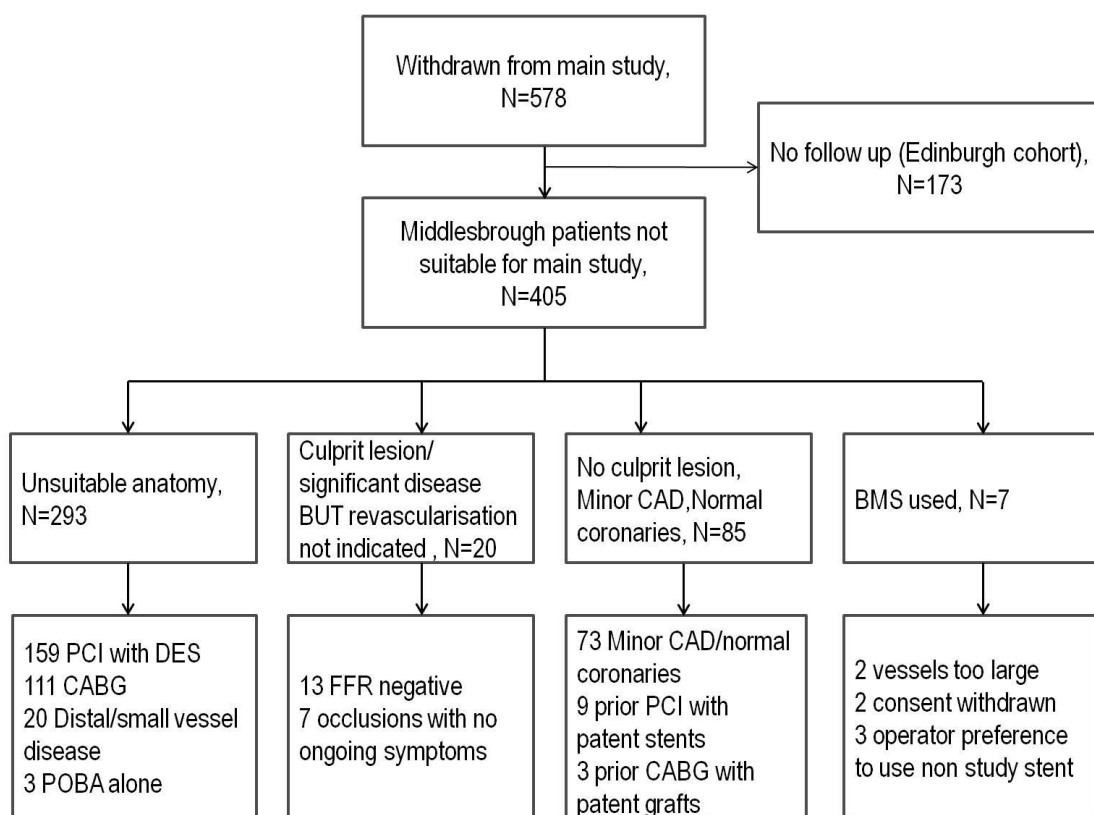 Withdrawn from main study,
N=578
No follow up (Edinburgh cohort),
N=173
Middlesbrough patients not
suitable for main study,
N=405
Unsuitable anatomy,
N=293
Culprit lesion/
significant disease
BUT revascularisation
not indicated , N=20
No culprit lesion,
Minor CAD,Normal
coronaries, N=85
BMS used, N=7
159 PCI with DES
111 CABG
20 Distal/small vessel
disease
3 POBA alone
13 FFR negative
7 occlusions with no
ongoing symptoms
73 Minor CAD/normal
coronaries
9 prior PCI with
patent stents
3 prior CABG with
patent grafts
2 vessels too large
2 consent withdrawn
3 operator preference
to use non study stent